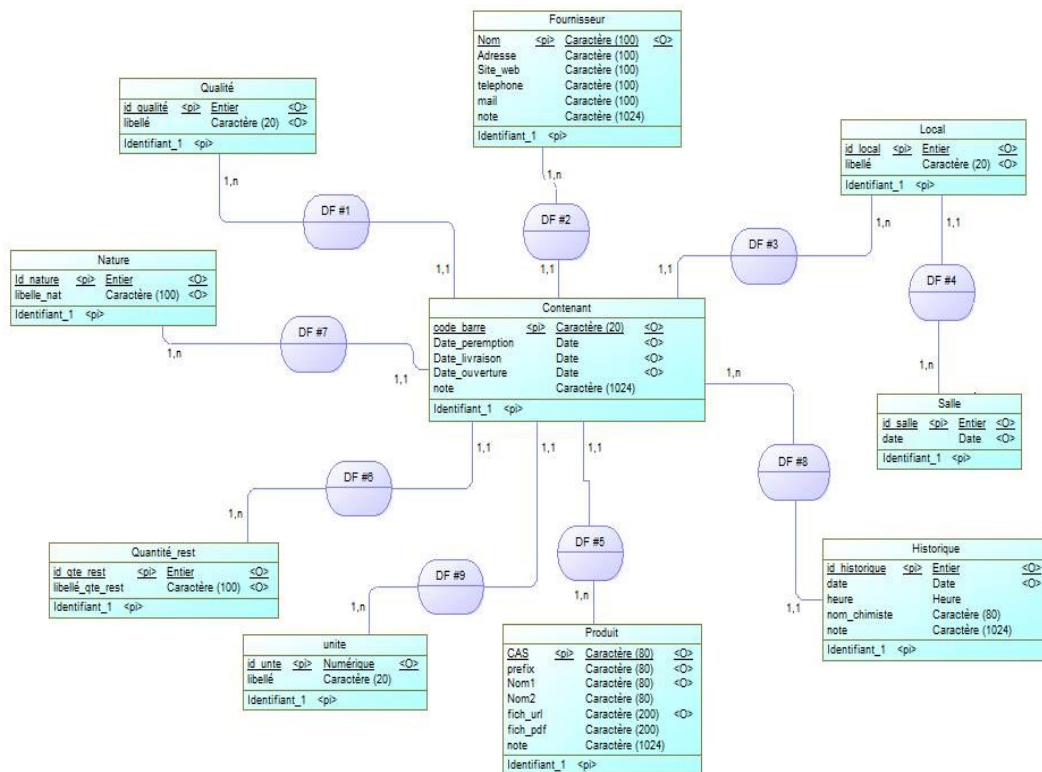 Fournisseur
Nom <pi> Caractère (100) <O>
Adresse Caractère (100)
Site_web Caractère (100)
telephone Caractère (100)
mail Caractère (100)
note Caractère (1024)
Identifiant_1 <pi>
Qualité
id_qualité <pi> Entier <O>
libellé Caractère (20) <O>
Identifiant_1 <pi>
Local
id_local <pi> Entier <O>
libellé Caractère (20) <O>
Identifiant_1 <pi>
1,n
1,n
1,n
1,1
DF #1
DF #2
DF #3
DF #4
1,1
1,1
1,1
1,n
Nature
Id_nature <pi> Entier <O>
libelle_nat Caractère (100) <O>
Identifiant_1 <pi>
1,n
DF #7
1,1
Contenant
code_barre <pi> Caractère (20) <O>
Date_peremption Date <O>
Date_livraison Date <O>
Date_ouverture Date <O>
note Caractère (1024)
Identifiant_1 <pi>
1,n
Salle
id_salle <pi> Entier <O>
date Date <O>
Identifiant_1 <pi>
1,1
1,1
1,1
DF #6
DF #9
DF #5
DF #8
1,n
1,n
1,n
1,1
Quantité_rest
id_qte_rest <pi> Entier <O>
libellé_qte_rest Caractère (100) <O>
Identifiant_1 <pi>
unite
id_unte <pi> Numérique <O>
libellé Caractère (20)
Identifiant_1 <pi>
Produit
CAS <pi> Caractère (80) <O>
prefix Caractère (80) <O>
Nom1 Caractère (80) <O>
Nom2 Caractère (80)
fich_url Caractère (200) <O>
fich_pdf Caractère (200)
note Caractère (1024)
Identifiant_1 <pi>
Historique
id_historique <pi> Entier <O>
date Date <O>
heure Heure
nom_chimiste Caractère (80)
note Caractère (1024)
Identifiant_1 <pi>